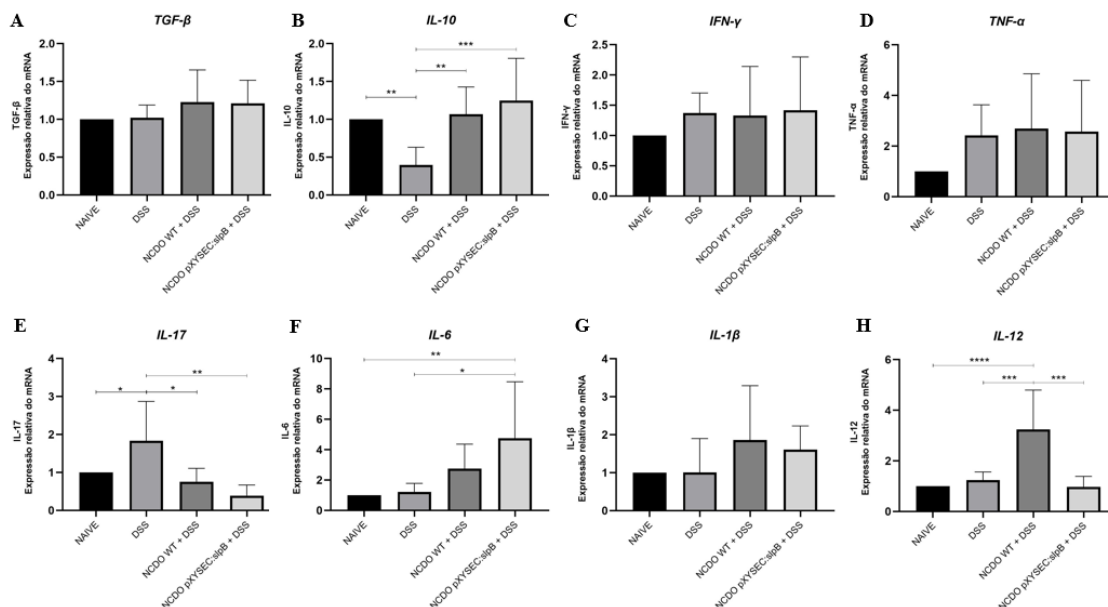 A
TGF-β
TGF-β
Expressão relativa do mRNA
2.0
1.5
1.0
0.5
0.0
NAIVE
DSS
NCDO WT + DSS
NCDO pXYSEC:slpB + DSS
B
IL-10
IL-10
Expressão relativa do mRNA
2.0
1.5
1.0
0.5
0.0
***
**
**
NAIVE
DSS
NCDO WT + DSS
NCDO pXYSEC:slpB + DSS
C
IFN-γ
IFN-γ
Expressão relativa do mRNA
2.5
2.0
1.5
1.0
0.5
0.0
NAIVE
DSS
NCDO WT + DSS
NCDO pXYSEC:slpB + DSS
D
TNF-α
TNF-α
Expressão relativa do mRNA
6
4
2
0
NAIVE
DSS
NCDO WT + DSS
NCDO pXYSEC:slpB + DSS
E
IL-17
IL-17
Expressão relativa do mRNA
4
3
2
1
0
**
*
*
NAIVE
DSS
NCDO WT + DSS
NCDO pXYSEC:slpB + DSS
F
IL-6
IL-6
Expressão relativa do mRNA
10
8
6
4
2
0
**
*
NAIVE
DSS
NCDO WT + DSS
NCDO pXYSEC:slpB + DSS
G
IL-1β
IL-1β
Expressão relativa do mRNA
4
3
2
1
0
NAIVE
DSS
NCDO WT + DSS
NCDO pXYSEC:slpB + DSS
H
IL-12
IL-12
Expressão relativa do mRNA
6
5
4
3
2
1
0
****
***
***
NAIVE
DSS
NCDO WT + DSS
NCDO pXYSEC:slpB + DSS